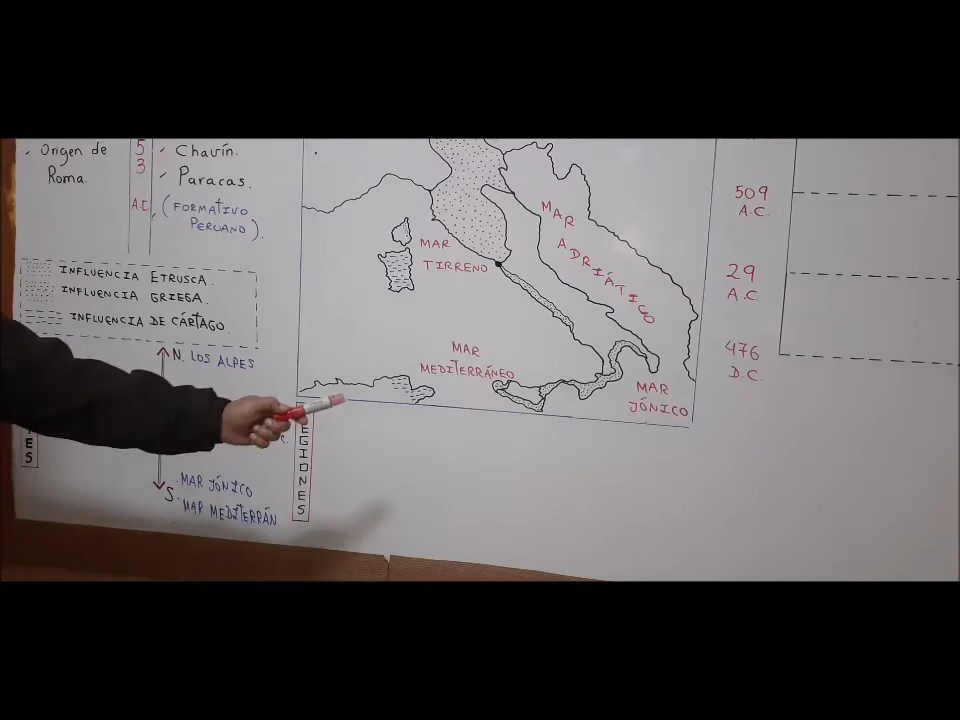 ✓ Origen de
Roma.
5
3
A.C
✓ Chavín.
✓ Paracas.
(FORMATIVO
PERUANO).
INFLUENCIA ETRUSCA.
INFLUENCIA GRIEGA.
INFLUENCIA DE CÁRTAGO.
N. LOS ALPES
S. MAR JÓNICO
MAR MEDITERRÁN.
ES
EGIONES
MAR
TIRRENO
MAR
ADRIÁTICO
MAR
MEDITERRÁNEO
MAR
JÓNICO
509
A.C.
29
A.C
476
D.C.